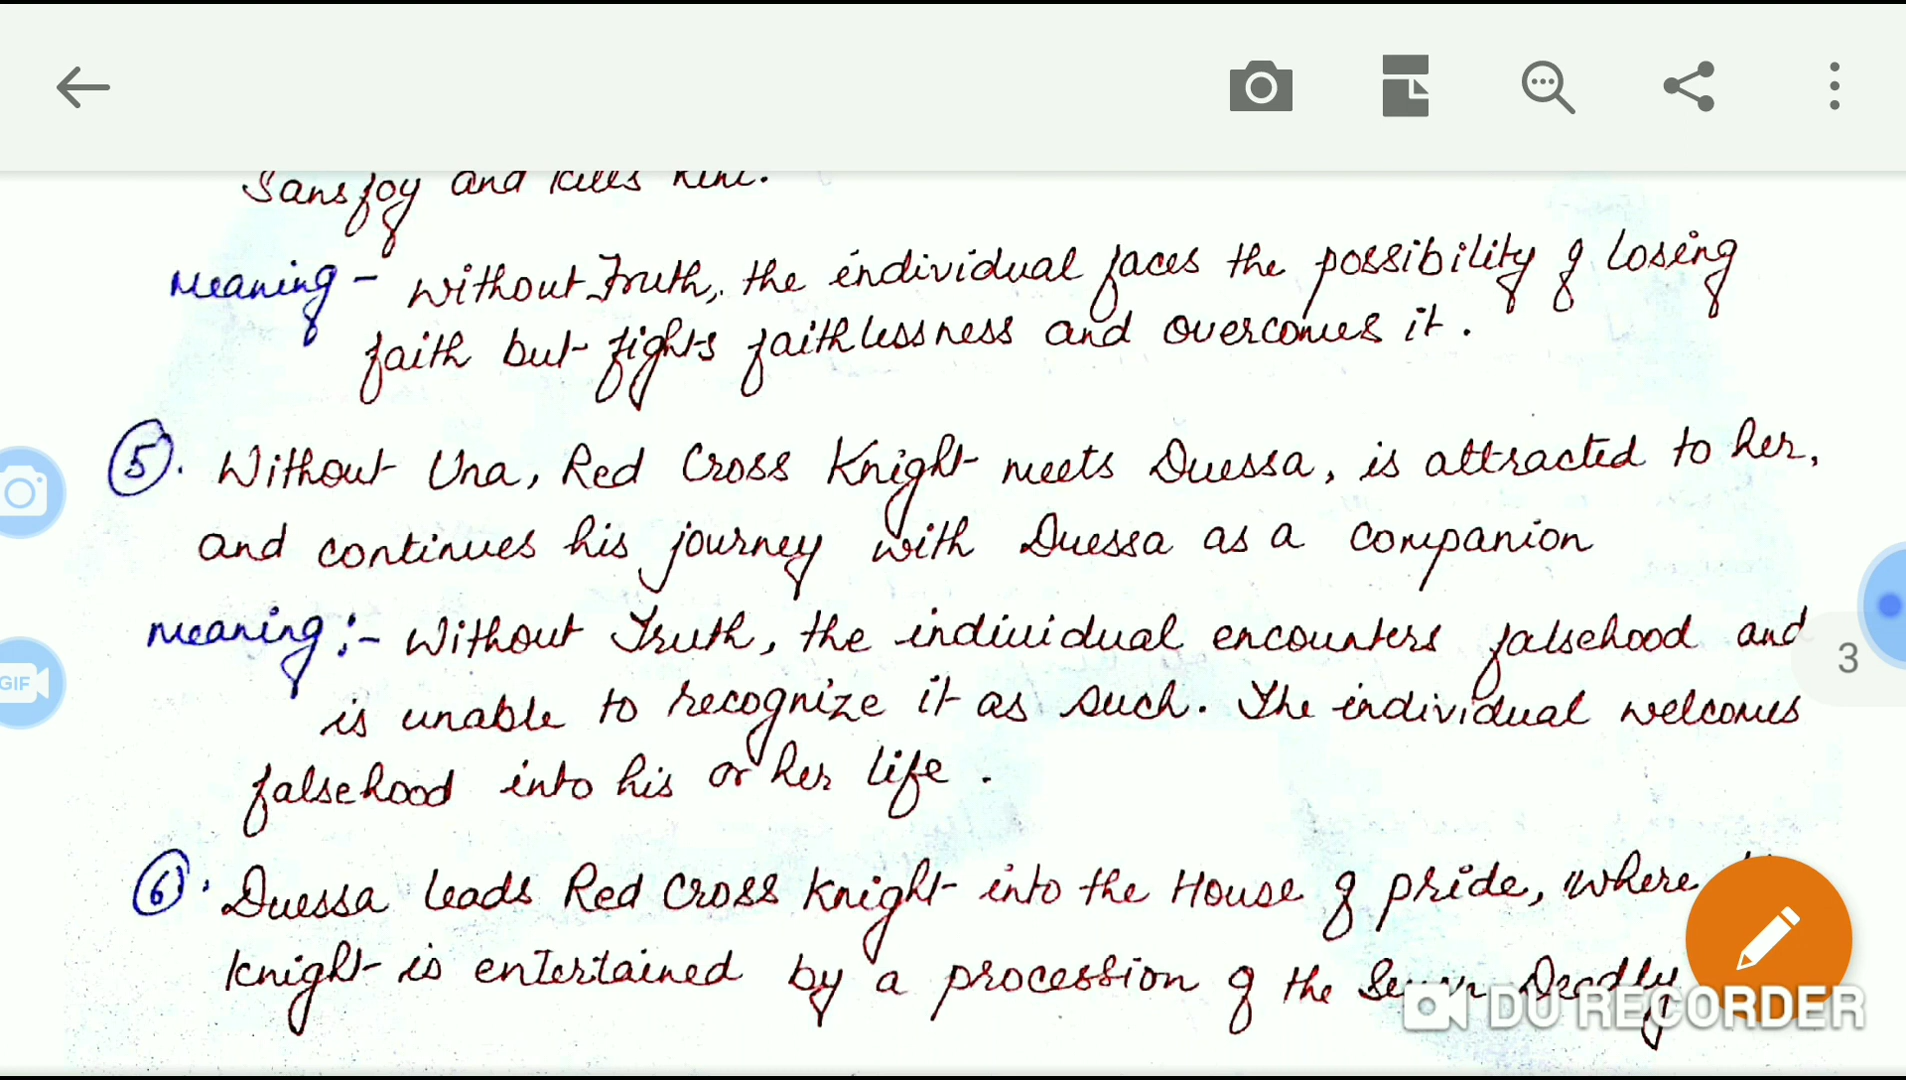 Sansfoy and kills him.
Meaning - Without Truth, the individual faces the possibility of losing
faith but fights faithlessness and overcomes it.
5. Without Una, Red Cross Knight meets Duessa, is attracted to her,
and continues his journey with Duessa as a companion
Meaning :- Without Truth, the individual encounters falsehood and
is unable to recognize it as such. The individual welcomes
falsehood into his or her life.
6. Duessa leads Red Cross Knight into the House of pride, where
Knight is entertained by a procession of the Seven Deadly
3
GIF
DU RECORDER